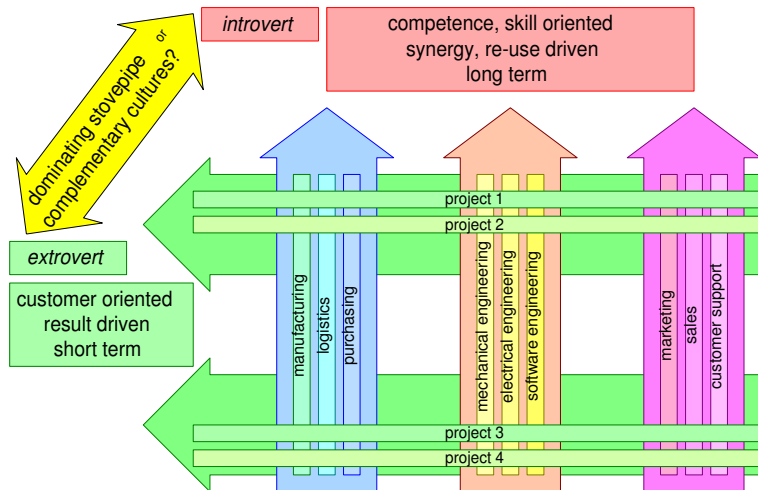 introvert
competence, skill oriented
synergy, re-use driven
long term
dominating stovepipe or
complementary cultures?
extrovert
customer oriented
result driven
short term
project 1
project 2
manufacturing
logistics
purchasing
mechanical engineering
electrical engineering
software engineering
marketing
sales
customer support
project 3
project 4